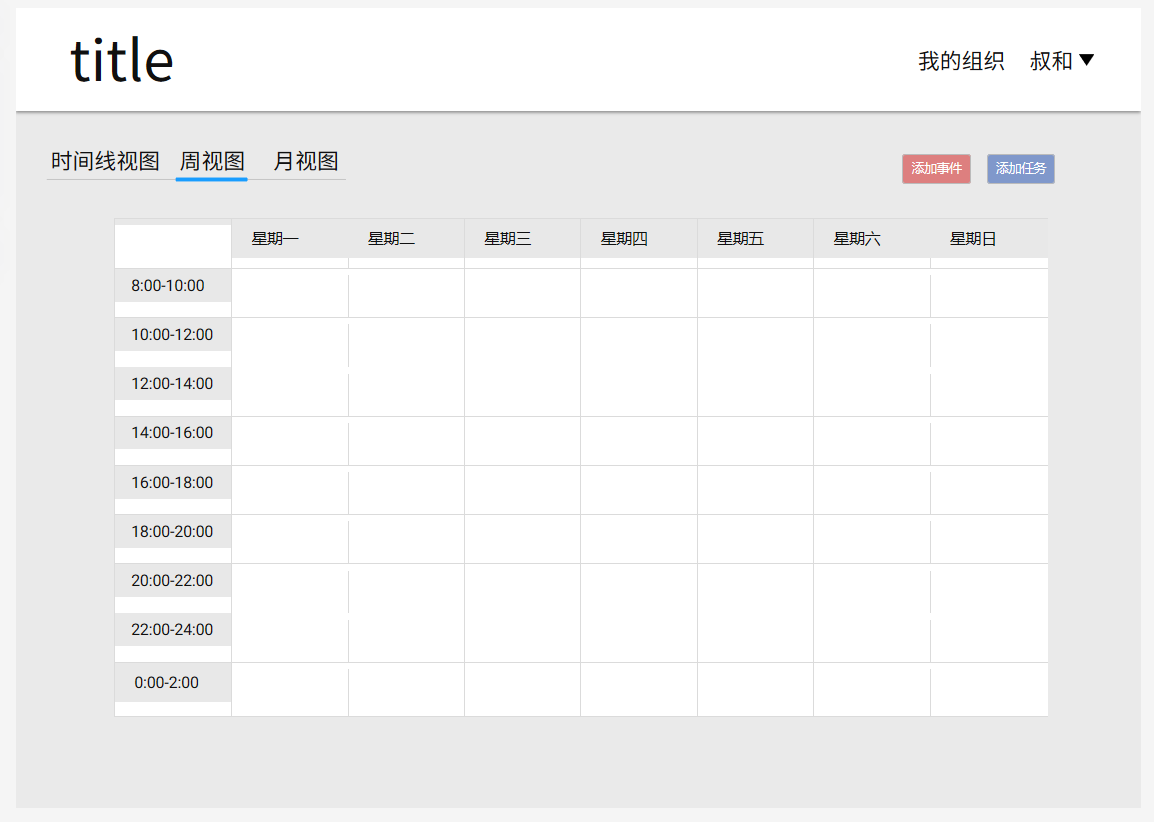 title
我的组织 叔和
时间线视图 周视图 月视图
添加事件 添加任务
星期一 星期二 星期三 星期四 星期五 星期六 星期日
8:00-10:00
10:00-12:00
12:00-14:00
14:00-16:00
16:00-18:00
18:00-20:00
20:00-22:00
22:00-24:00
0:00-2:00